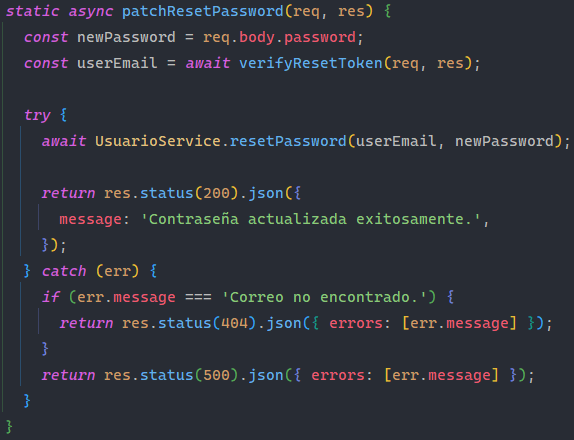 static async patchResetPassword(req, res) {
const newPassword = req.body.password;
const userEmail = await verifyResetToken(req, res);
try {
await UsuarioService.resetPassword(userEmail, newPassword);
return res.status(200).json({
message: 'Contraseña actualizada exitosamente.',
});
} catch (err) {
if (err.message === 'Correo no encontrado.') {
return res.status(404).json({ errors: [err.message] });
}
return res.status(500).json({ errors: [err.message] });
}
}